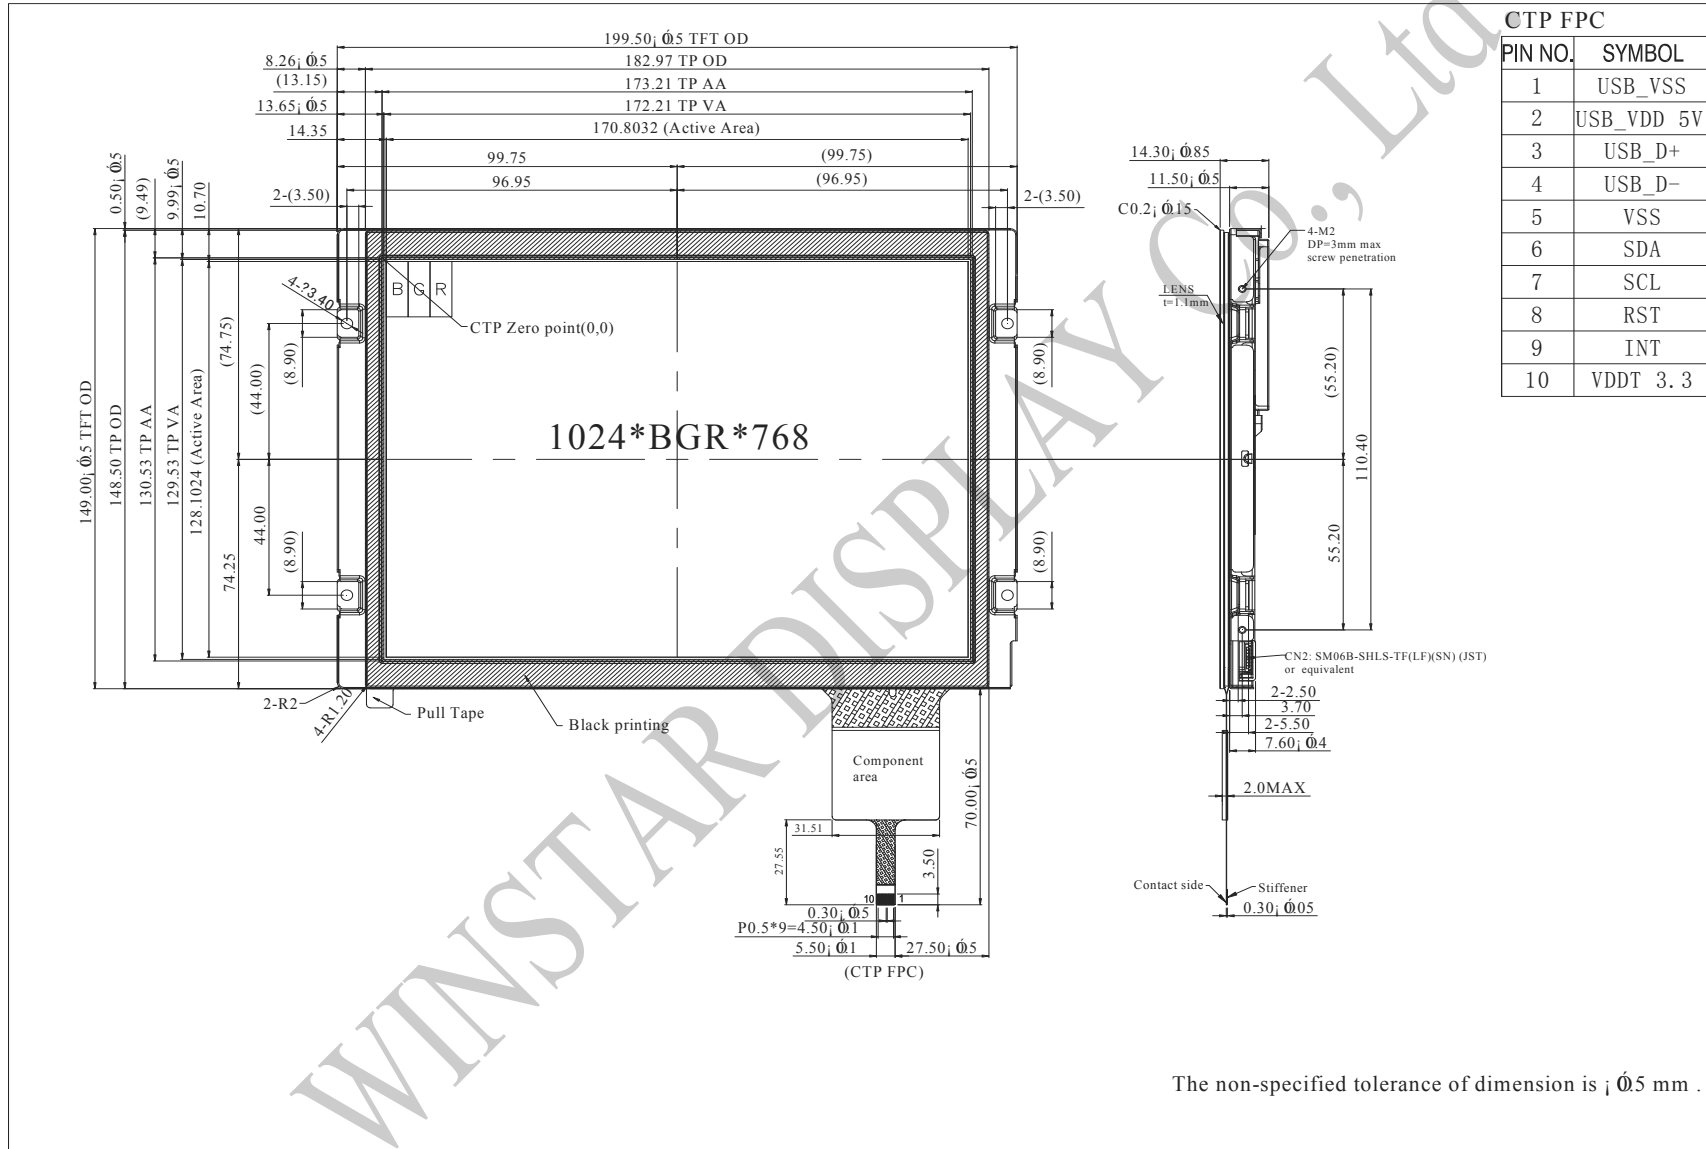 199.50¡Ó0.5 TFT OD
8.26¡Ó0.5
182.97 TP OD
(13.15)
173.21 TP AA
13.65¡Ó0.5
172.21 TP VA
14.35
170.8032 (Active Area)
99.75
(99.75)
96.95
(96.95)
2-(3.50)
2-(3.50)
0.50¡Ó0.5
(9.49)
9.99¡Ó0.5
10.70
149.00¡Ó0.5 TFT OD
148.50 TP OD
130.53 TP AA
129.53 TP VA
128.1024 (Active Area)
(74.75)
74.25
(44.00)
44.00
(8.90)
(8.90)
(8.90)
(8.90)
4-?3.40
B G R
CTP Zero point(0,0)
1024*BGR*768
2-R2
4-R1.20
Pull Tape
Black printing
Component
area
31.51
27.55
3.50
70.00¡Ó0.5
10
1
0.30¡Ó0.5
P0.5*9=4.50¡Ó0.1
5.50¡Ó0.1
27.50¡Ó0.5
(CTP FPC)
14.30¡Ó0.85
11.50¡Ó0.5
C0.2¡Ó0.15
4-M2
DP=3mm max
screw penetration
LENS
t=1.1mm
(55.20)
110.40
55.20
CN2: SM06B-SHLS-TF(LF)(SN) (JST)
or equivalent
2-2.50
3.70
2-5.50
7.60¡Ó0.4
2.0MAX
Contact side
Stiffener
0.30¡Ó0.05
CTP FPC
PIN NO. SYMBOL
1 USB_VSS
2 USB_VDD 5V
3 USB_D+
4 USB_D-
5 VSS
6 SDA
7 SCL
8 RST
9 INT
10 VDDT 3.3
The non-specified tolerance of dimension is ¡Ó0.5 mm .
WINSTAR DISPLAY Co., Ltd